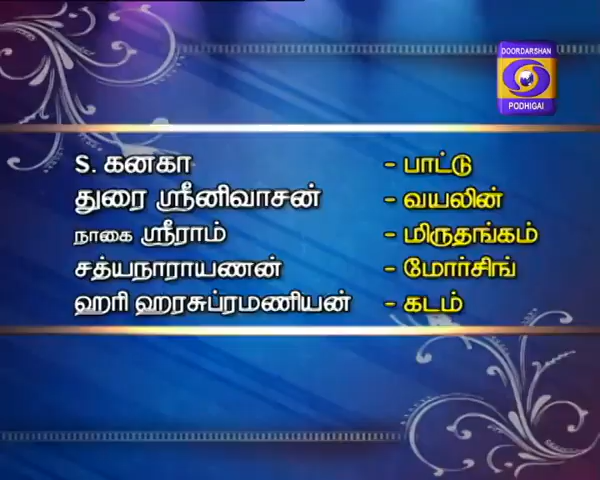 DOORDARSHAN
PODHIGAI
S. கனகா - பாட்டு
துரை ஸ்ரீனிவாசன் - வயலின்
நாகை ஸ்ரீராம் - மிருதங்கம்
சத்யநாராயணன் - மோர்சிங்
ஹரி ஹரசுப்ரமணியன் - கடம்